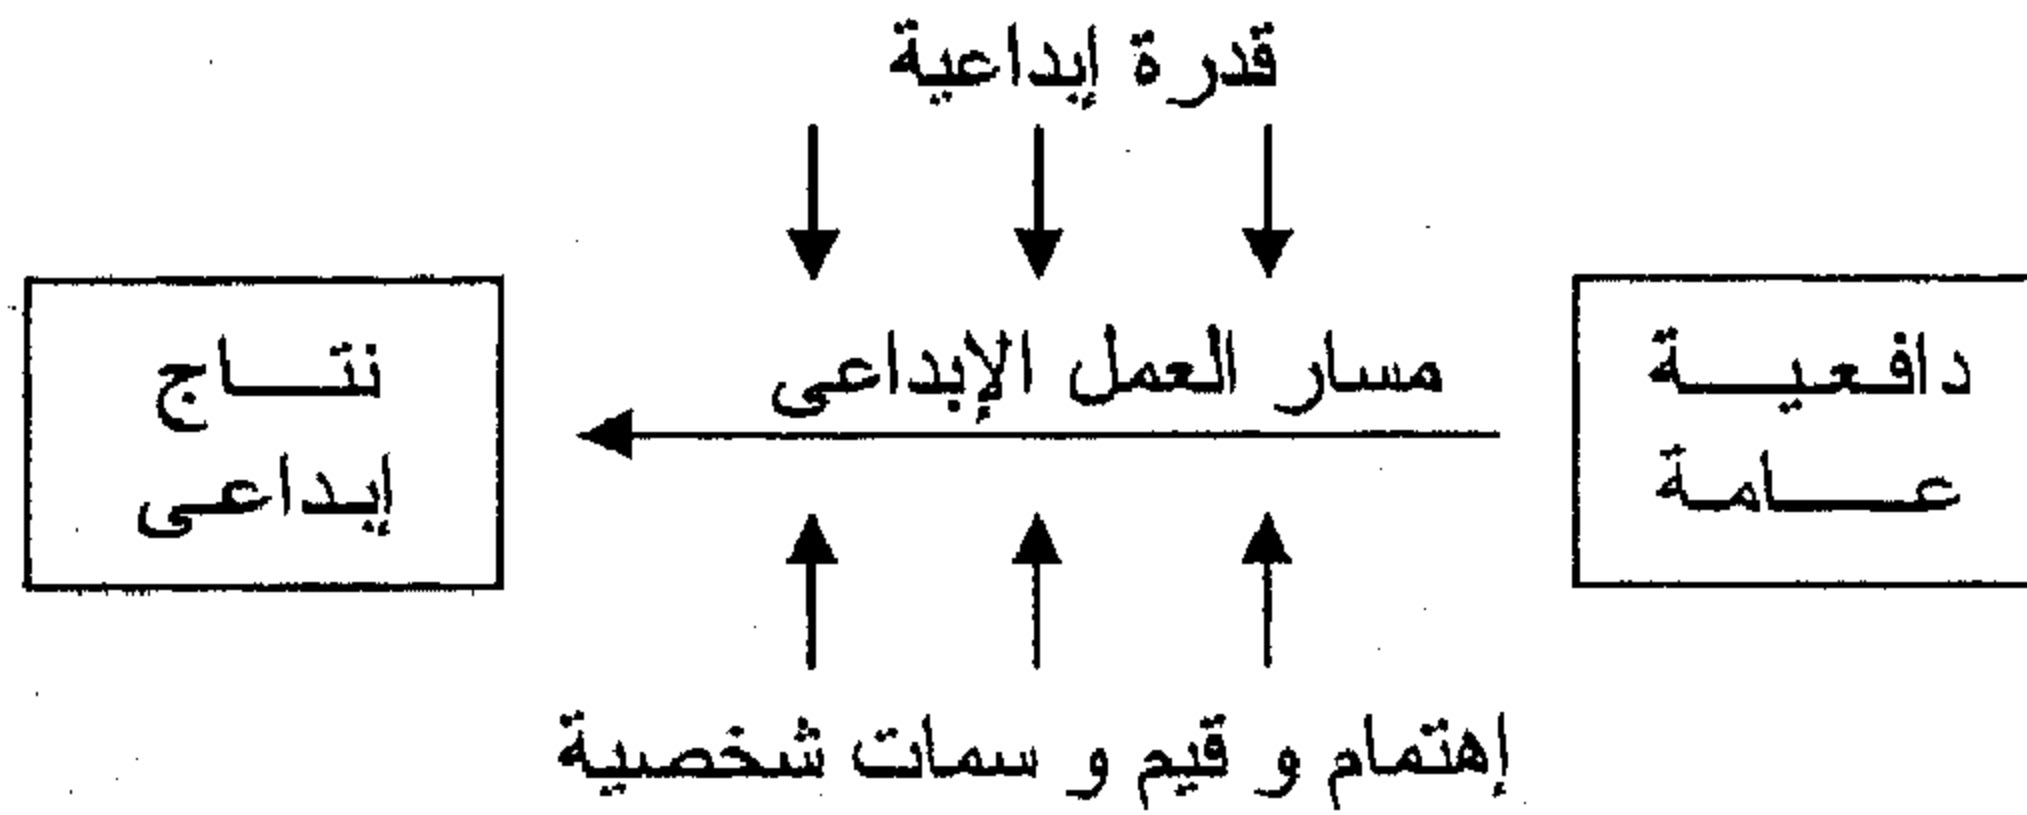 قدرة إبداعية
دافعية
عامة
مسار العمل الإبداعى
نتاج
إبداعى
إهتمام و قيم و سمات شخصية